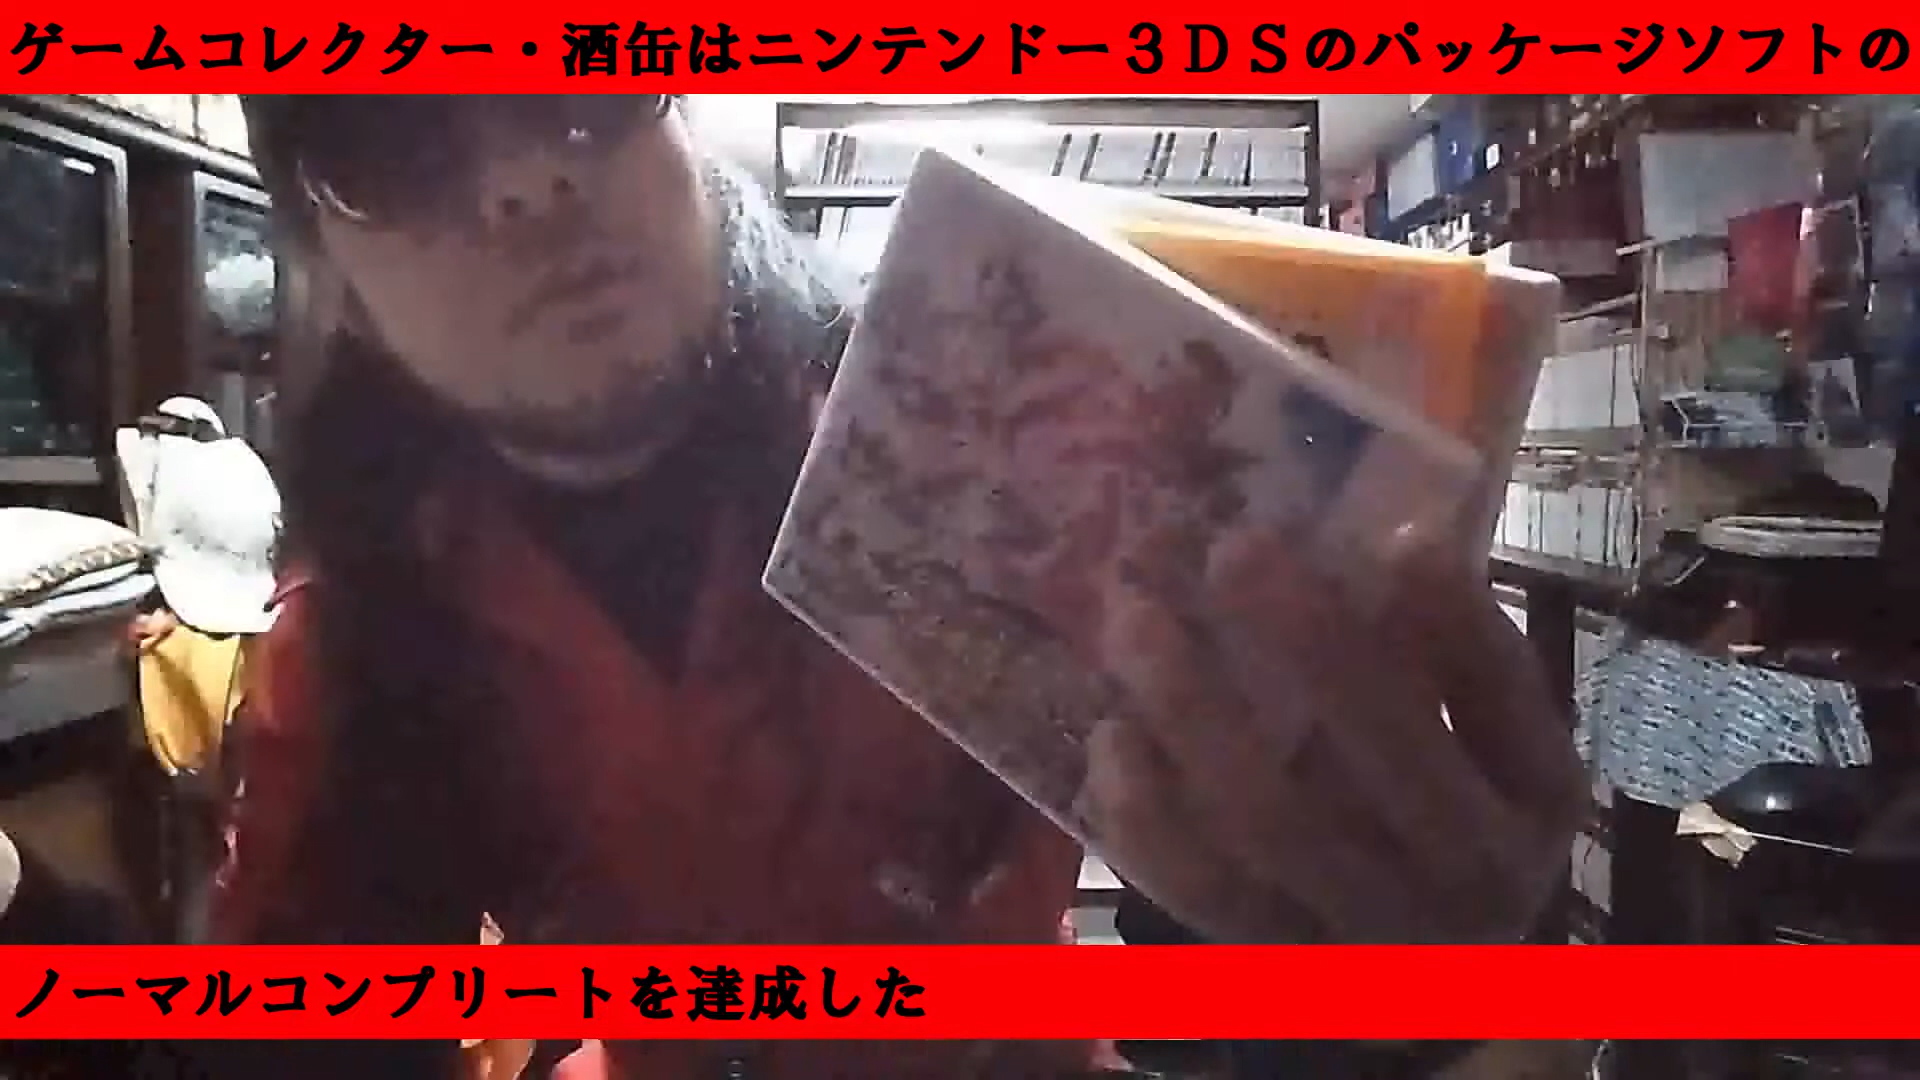 ゲームコレクター・酒缶はニンテンドー３ＤＳのパッケージソフトの
ノーマルコンプリートを達成した